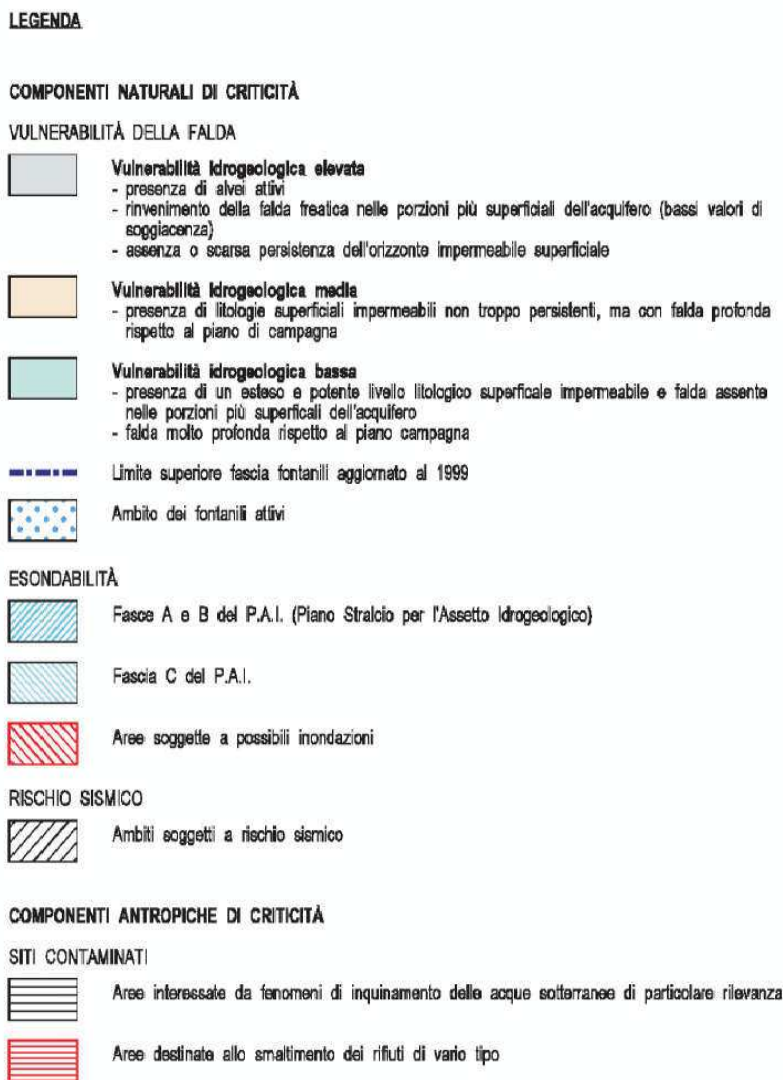 LEGENDA
COMPONENTI NATURALI DI CRITICITÀ
VULNERABILITÀ DELLA FALDA
Vulnerabilità idrogeologica elevata
- presenza di alvei attivi
- rinvenimento della falda freatica nelle porzioni più superficiali dell'acquifero (bassi valori di
soggiacenza)
- assenza o scarsa persistenza dell'orizzonte impermeabile superficiale
Vulnerabilità idrogeologica media
- presenza di litologie superficiali impermeabili non troppo persistenti, ma con falda profonda
rispetto al piano di campagna
Vulnerabilità idrogeologica bassa
- presenza di un esteso e potente livello litologico superficale impermeabile e falda assente
nelle porzioni più superficali dell'acquifero
- falda molto profonda rispetto al piano campagna
Limite superiore fascia fontanili aggiornato al 1999
Ambito dei fontanili attivi
ESONDABILITÀ
Fasce A e B del P.A.I. (Piano Stralcio per l'Assetto Idrogeologico)
Fascia C del P.A.I.
Aree soggette a possibili inondazioni
RISCHIO SISMICO
Ambiti soggetti a rischio sismico
COMPONENTI ANTROPICHE DI CRITICITÀ
SITI CONTAMINATI
Aree interessate da fenomeni di inquinamento delle acque sotterranee di particolare rilevanza
Aree destinate allo smaltimento dei rifiuti di vario tipo